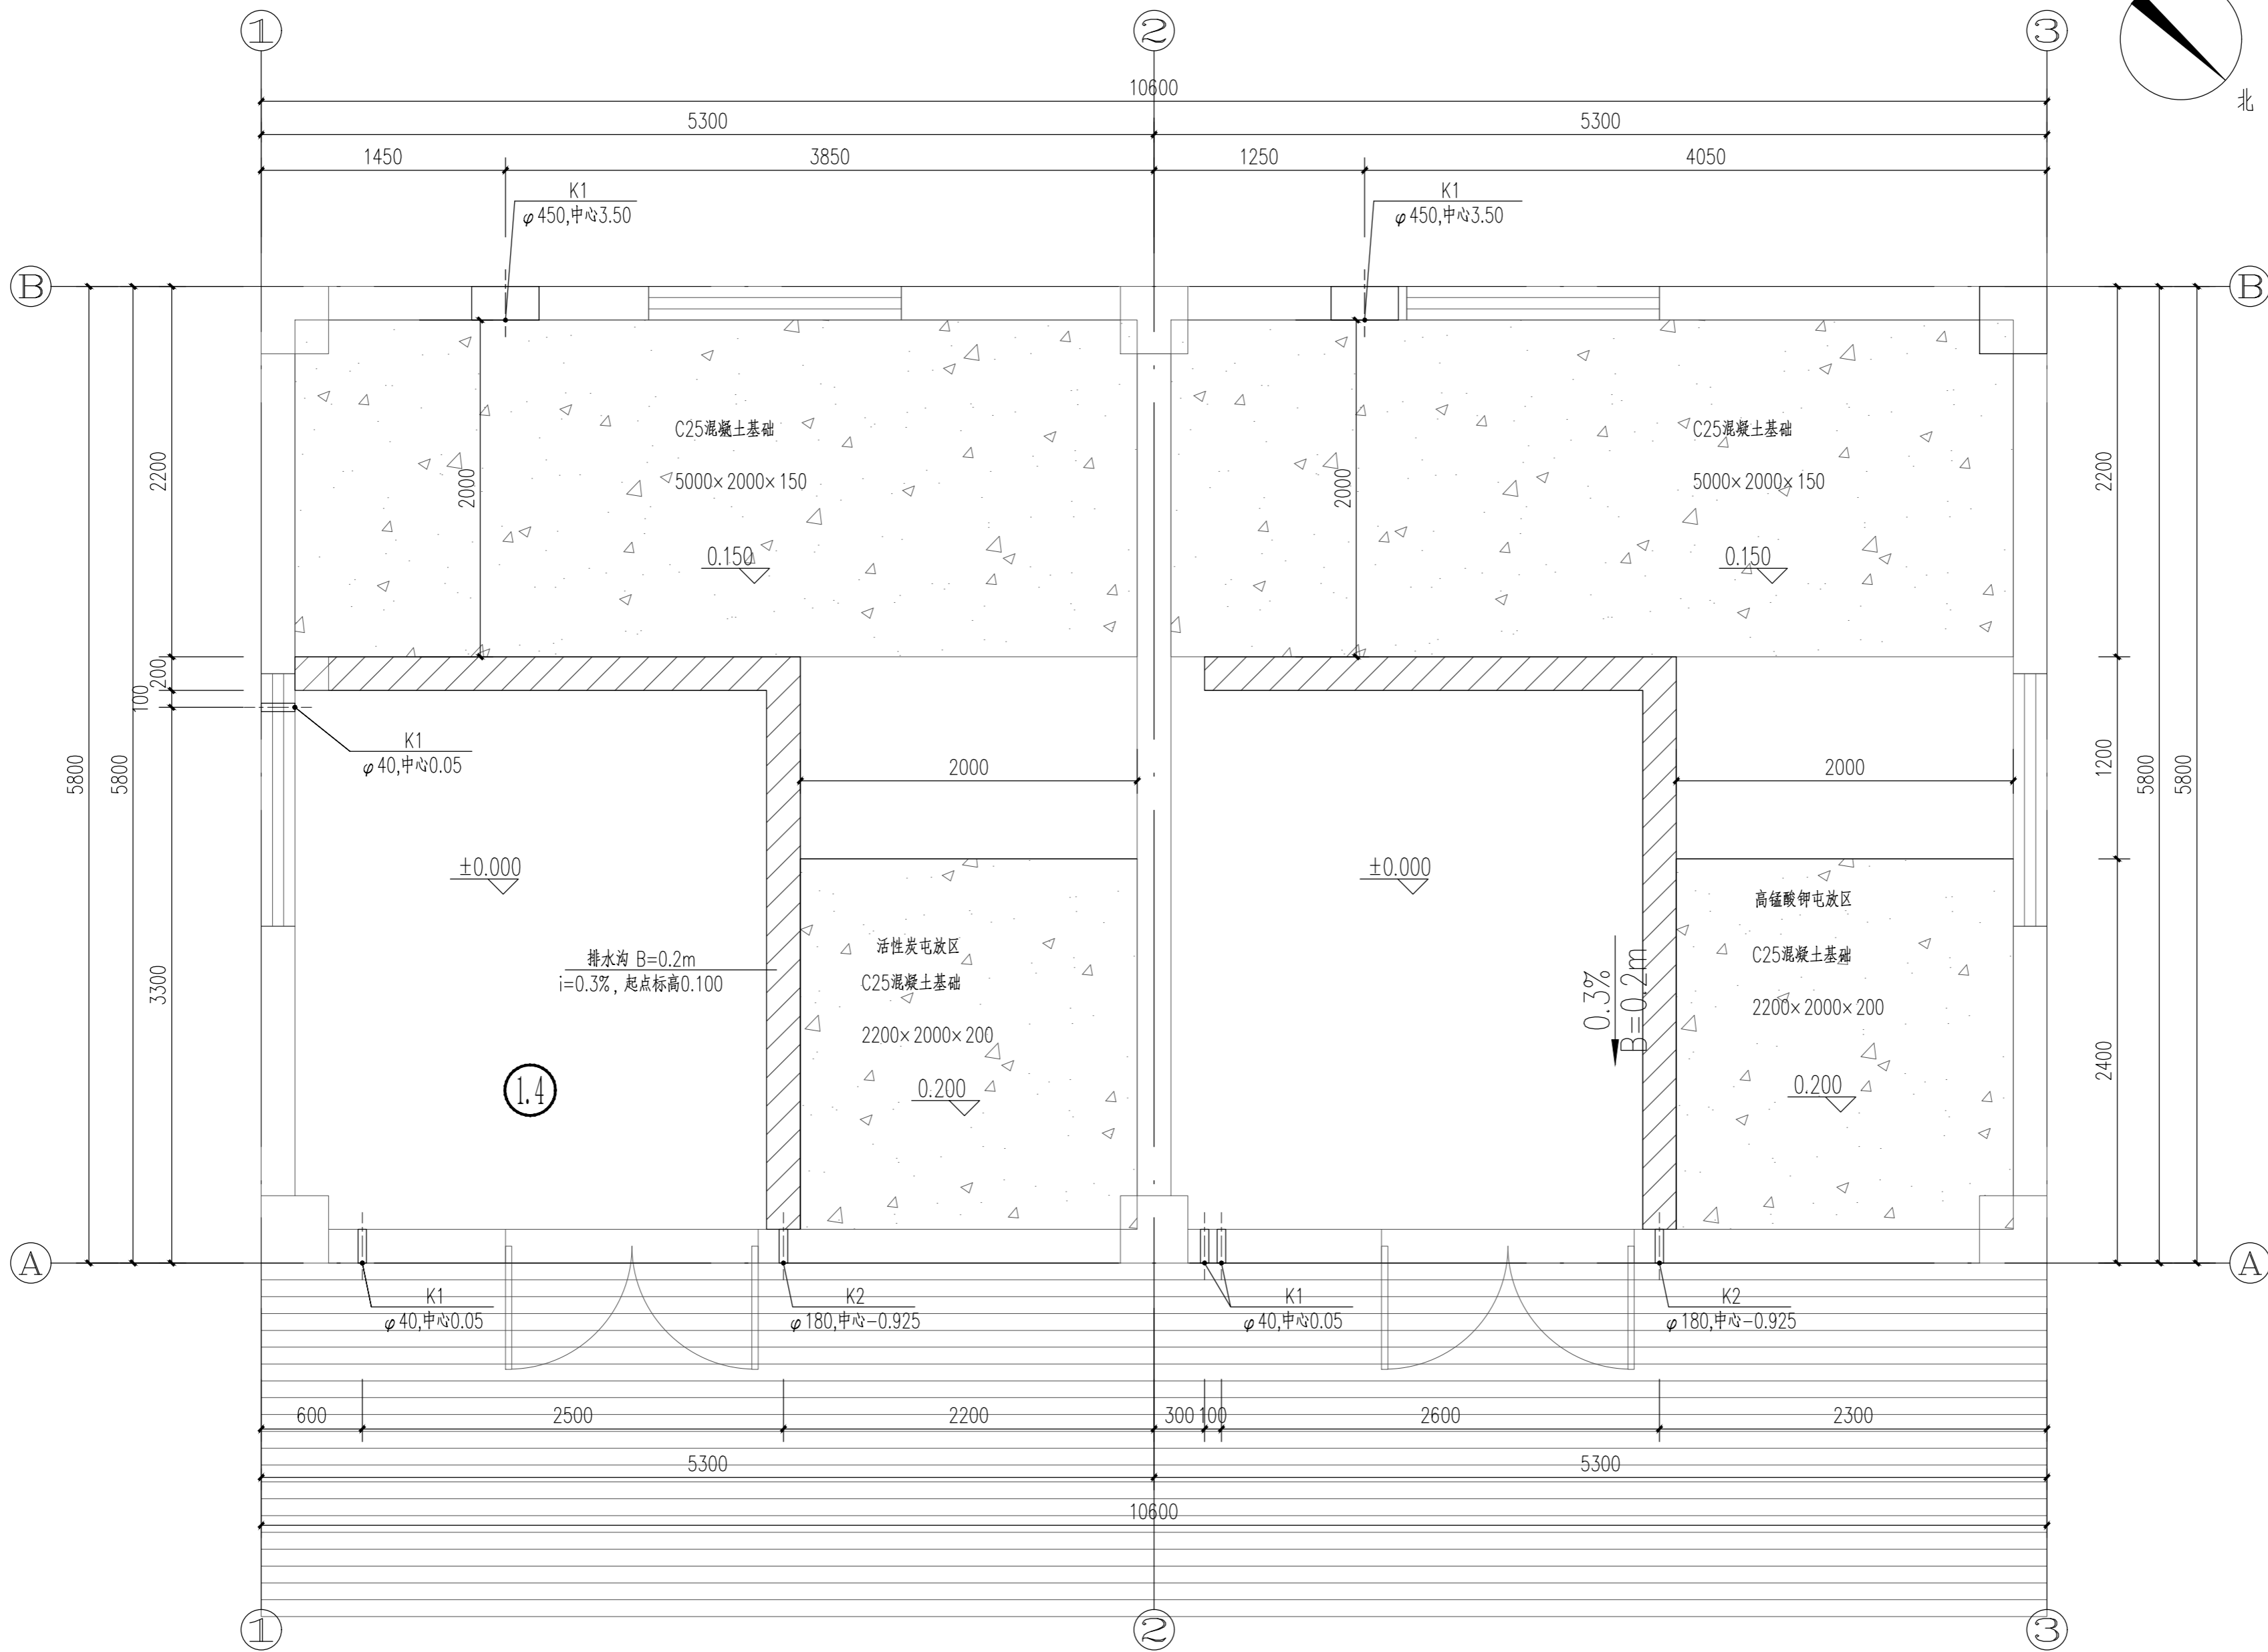 1
2
3
北
10600
5300
5300
1450
3850
1250
4050
K1
φ450,中心3.50
K1
φ450,中心3.50
B
B
C25混凝土基础
5000×2000×150
0.150
2000
C25混凝土基础
5000×2000×150
0.150
2000
2200
200
100
3300
5800
5800
2200
1200
2400
5800
5800
K1
φ40,中心0.05
2000
2000
±0.000
±0.000
排水沟 B=0.2m
i=0.3%, 起点标高0.100
活性炭屯放区
C25混凝土基础
2200×2000×200
0.200
0.3%
B=0.2m
高锰酸钾屯放区
C25混凝土基础
2200×2000×200
0.200
1.4
A
A
K1
φ40,中心0.05
K2
φ180,中心-0.925
K1
φ40,中心0.05
K2
φ180,中心-0.925
600
2500
2200
300
100
2600
2300
5300
5300
10600
1
2
3